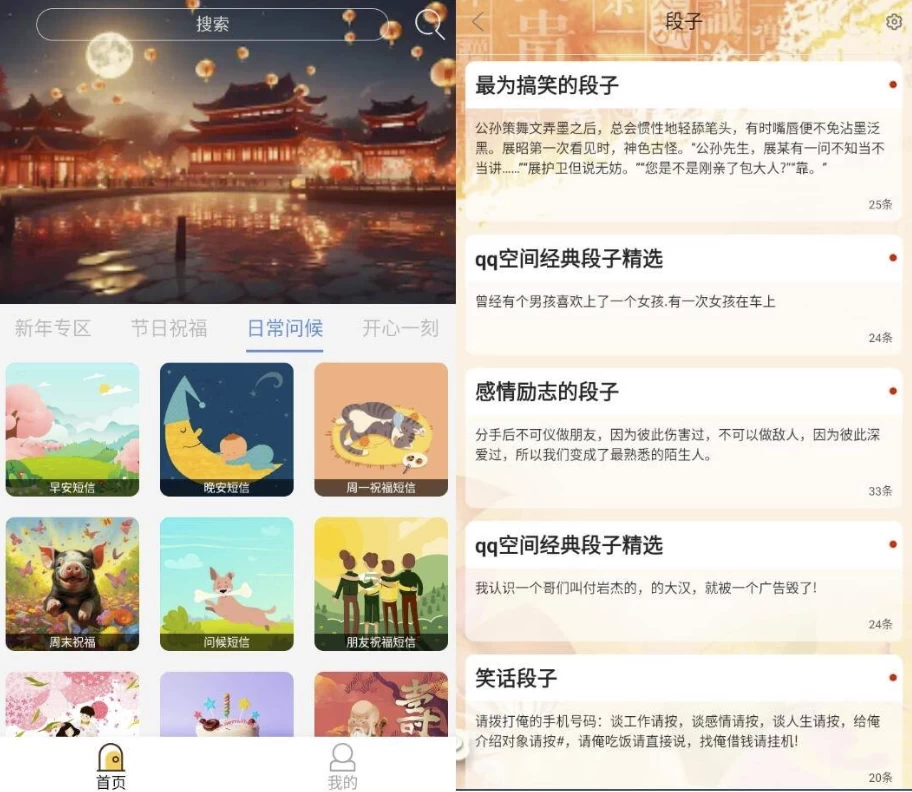 搜索
新年专区
节日祝福
日常问候
开心一刻
早安短信
晚安短信
周一祝福短信
周末祝福
问候短信
朋友祝福短信
寿
首页
我的
段子
最为搞笑的段子
公孙策舞文弄墨之后，总会惯性地轻舔笔头，有时嘴唇便不免沾墨泛
黑。展昭第一次看见时，神色古怪。“公孙先生，展某有一问不知当不
当讲……”“展护卫但说无妨。”“您是不是刚亲了包大人?”“靠。”
25条
qq空间经典段子精选
曾经有个男孩喜欢上了一个女孩.有一次女孩在车上
24条
感情励志的段子
分手后不可仪做朋友，因为彼此伤害过，不可以做敌人，因为彼此深
爱过，所以我们变成了最熟悉的陌生人。
33条
qq空间经典段子精选
我认识一个哥们叫付岩杰的，的大汉，就被一个广告毁了!
24条
笑话段子
请拨打俺的手机号码：谈工作请按，谈感情请按，谈人生请按，给俺
介绍对象请按#，请俺吃饭请直接说，找俺借钱请挂机!
20条